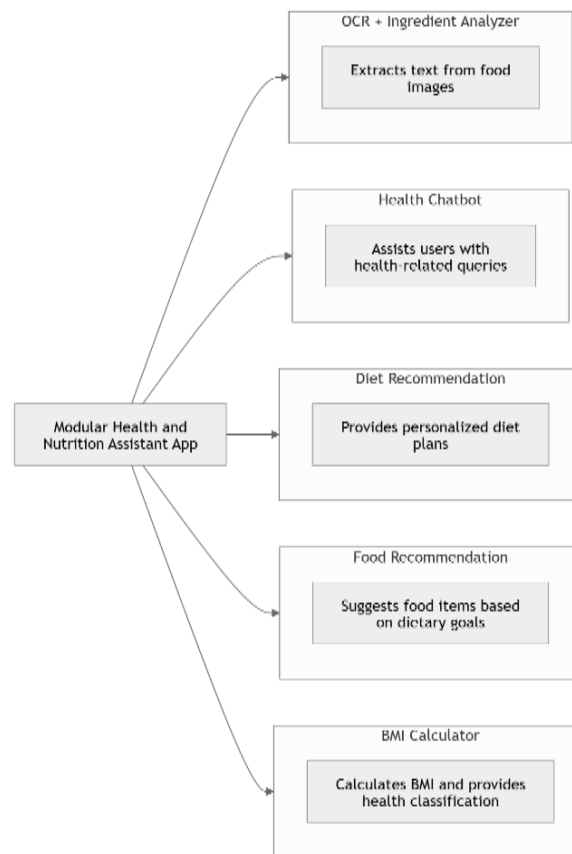 OCR + Ingredient Analyzer
Extracts text from food
images
Health Chatbot
Assists users with
health-related queries
Diet Recommendation
Modular Health and
Nutrition Assistant App
Provides personalized diet
plans
Food Recommendation
Suggests food items based
on dietary goals
BMI Calculator
Calculates BMI and provides
health classification